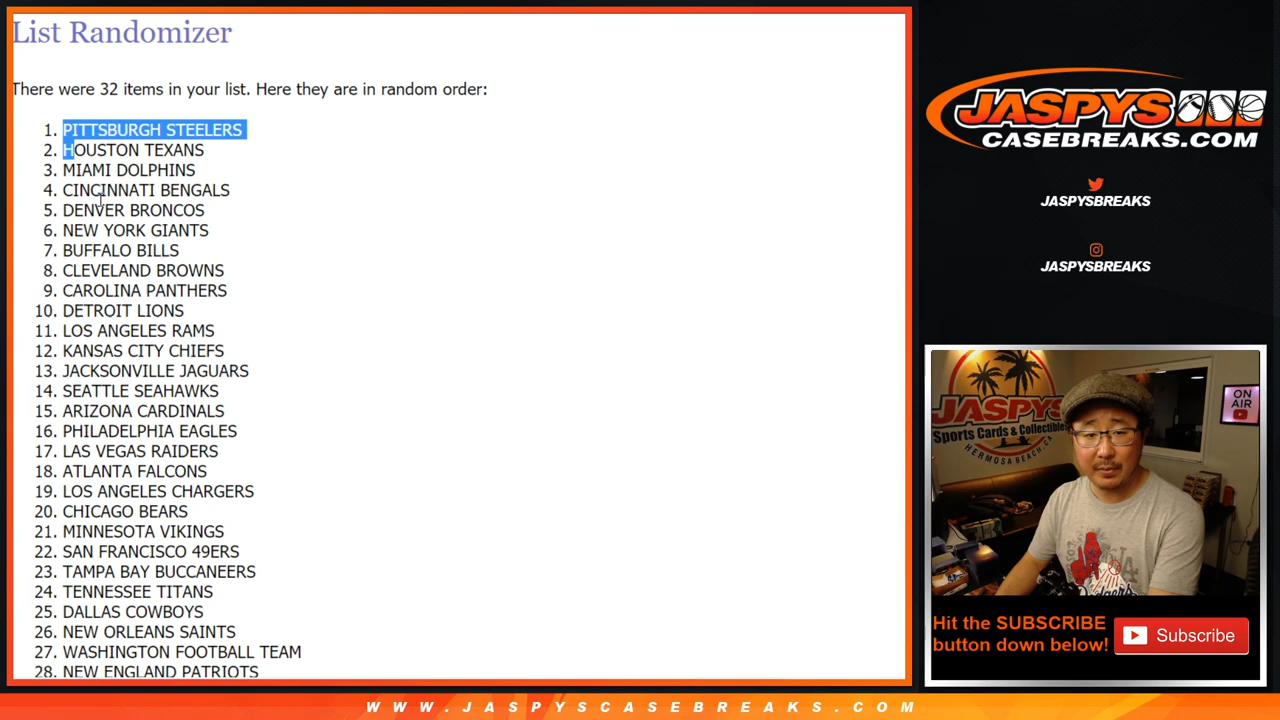 List Randomizer
There were 32 items in your list. Here they are in random order:
1. PITTSBURGH STEELERS
2. HOUSTON TEXANS
3. MIAMI DOLPHINS
4. CINCINNATI BENGALS
5. DENVER BRONCOS
6. NEW YORK GIANTS
7. BUFFALO BILLS
8. CLEVELAND BROWNS
9. CAROLINA PANTHERS
10. DETROIT LIONS
11. LOS ANGELES RAMS
12. KANSAS CITY CHIEFS
13. JACKSONVILLE JAGUARS
14. SEATTLE SEAHAWKS
15. ARIZONA CARDINALS
16. PHILADELPHIA EAGLES
17. LAS VEGAS RAIDERS
18. ATLANTA FALCONS
19. LOS ANGELES CHARGERS
20. CHICAGO BEARS
21. MINNESOTA VIKINGS
22. SAN FRANCISCO 49ERS
23. TAMPA BAY BUCCANEERS
24. TENNESSEE TITANS
25. DALLAS COWBOYS
26. NEW ORLEANS SAINTS
27. WASHINGTON FOOTBALL TEAM
28. NEW ENGLAND PATRIOTS
JASPYS
CASEBREAKS.COM
JASPYSBREAKS
JASPYSBREAKS
JASPYS
Sports Cards & Collectibles
HERMOSA BEACH, CA
ON
AIR
Dodgers
Hit the SUBSCRIBE
button down below!
Subscribe
WWW.JASPYSCASEBREAKS.COM